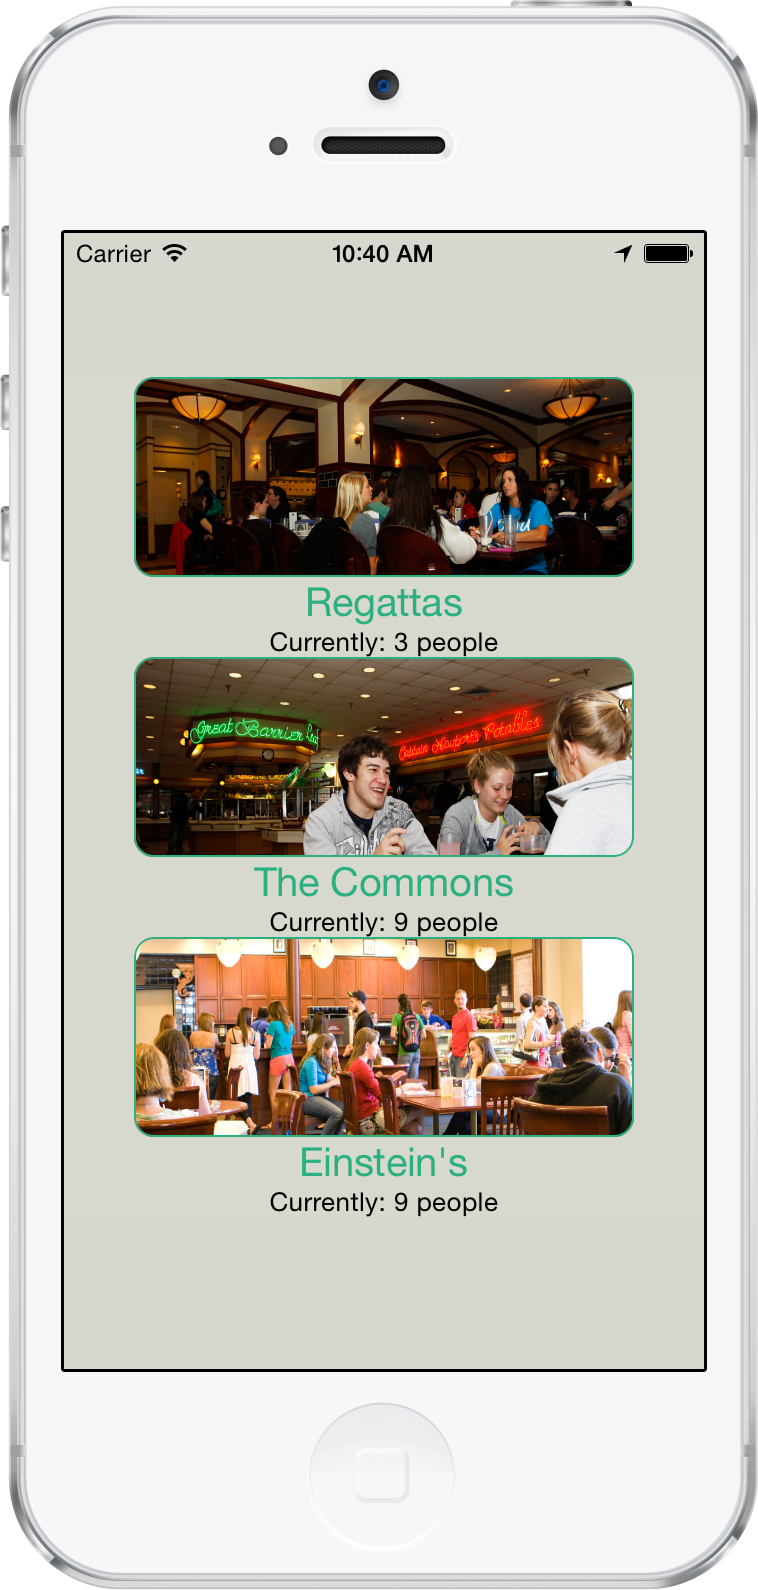 Carrier 10:40 AM
Regattas
Currently: 3 people
Great Barrier
Captain Newport's Potables
The Commons
Currently: 9 people
Einstein's
Currently: 9 people